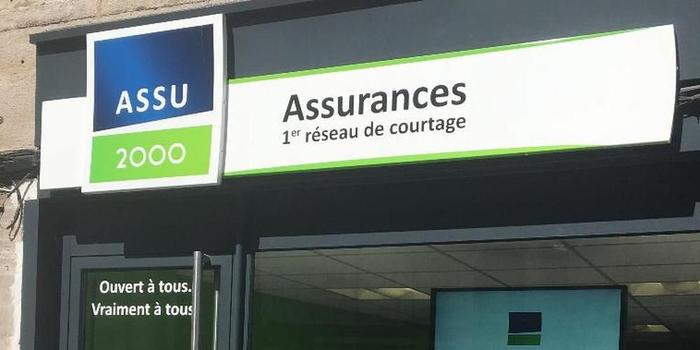 ASSU
2000
Assurances
1er réseau de courtage
Ouvert à tous.
Vraiment à tous